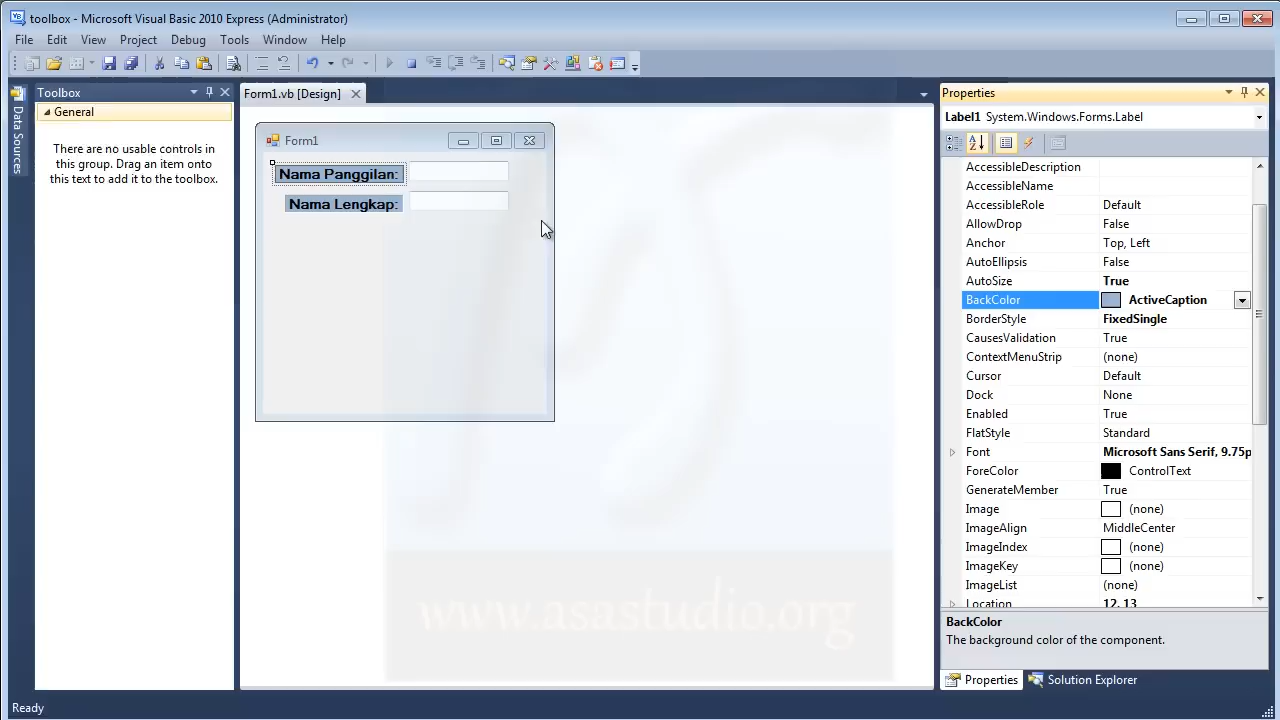 toolbox - Microsoft Visual Basic 2010 Express (Administrator)
File Edit View Project Debug Tools Window Help
Toolbox
Form1.vb [Design]
Properties
Data Sources
General
There are no usable controls in
this group. Drag an item onto
this text to add it to the toolbox.
Form1
Nama Panggilan:
Nama Lengkap:
Label1 System.Windows.Forms.Label
AccessibleDescription
AccessibleName
AccessibleRole Default
AllowDrop False
Anchor Top, Left
AutoEllipsis False
AutoSize True
BackColor ActiveCaption
BorderStyle FixedSingle
CausesValidation True
ContextMenuStrip (none)
Cursor Default
Dock None
Enabled True
FlatStyle Standard
Font Microsoft Sans Serif, 9.75p
ForeColor ControlText
GenerateMember True
Image (none)
ImageAlign MiddleCenter
ImageIndex (none)
ImageKey (none)
ImageList (none)
Location 12, 13
BackColor
The background color of the component.
Properties Solution Explorer
Ready